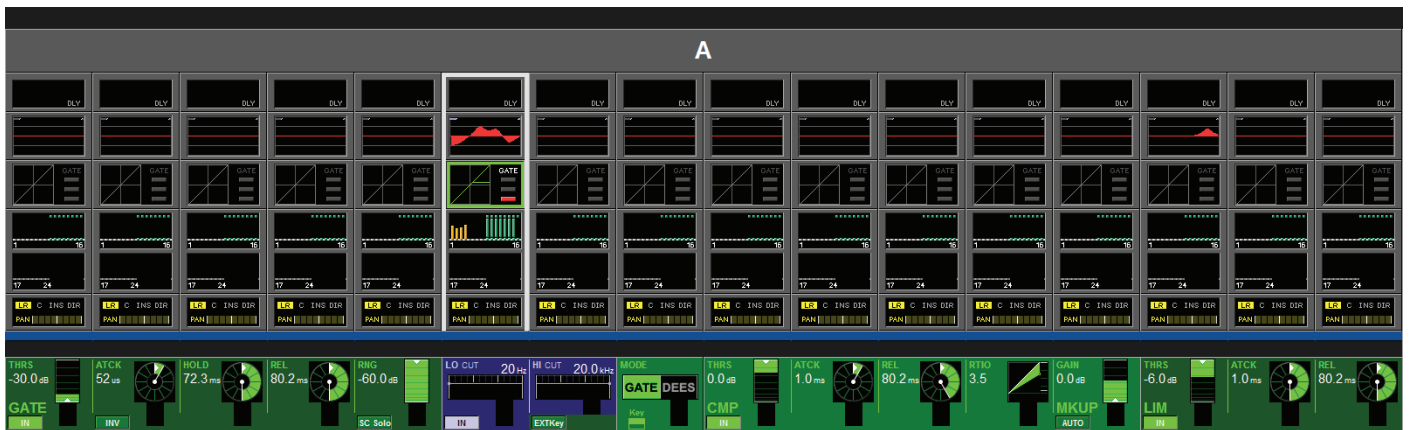 A
DLY DLY DLY DLY DLY DLY DLY DLY DLY DLY DLY DLY DLY DLY DLY DLY
GATE GATE GATE GATE GATE GATE GATE GATE GATE GATE GATE GATE GATE GATE GATE GATE
1 16 1 16 1 16 1 16 1 16 1 16 1 16 1 16 1 16 1 16 1 16 1 16 1 16 1 16 1 16 1 16
17 24 17 24 17 24 17 24 17 24 17 24 17 24 17 24 17 24 17 24 17 24 17 24 17 24 17 24 17 24 17 24
LR C INS DIR LR C INS DIR LR C INS DIR LR C INS DIR LR C INS DIR LR C INS DIR LR C INS DIR LR C INS DIR LR C INS DIR LR C INS DIR LR C INS DIR LR C INS DIR LR C INS DIR LR C INS DIR LR C INS DIR LR C INS DIR
PAN PAN PAN PAN PAN PAN PAN PAN PAN PAN PAN PAN PAN PAN PAN PAN
THRS ATCK HOLD REL RNG LO CUT HI CUT MODE THRS ATCK REL RTIO GAIN THRS ATCK REL
-30.0 dB 52 us 72.3 ms 80.2 ms -60.0 dB 20 Hz 20.0 kHz 0.0 dB 1.0 ms 80.2 ms 3.5 0.0 dB -6.0 dB 1.0 ms 80.2 ms
GATE DEES
GATE Key CMP MKUP LIM
IN INV SC Solo IN EXTKey IN AUTO IN